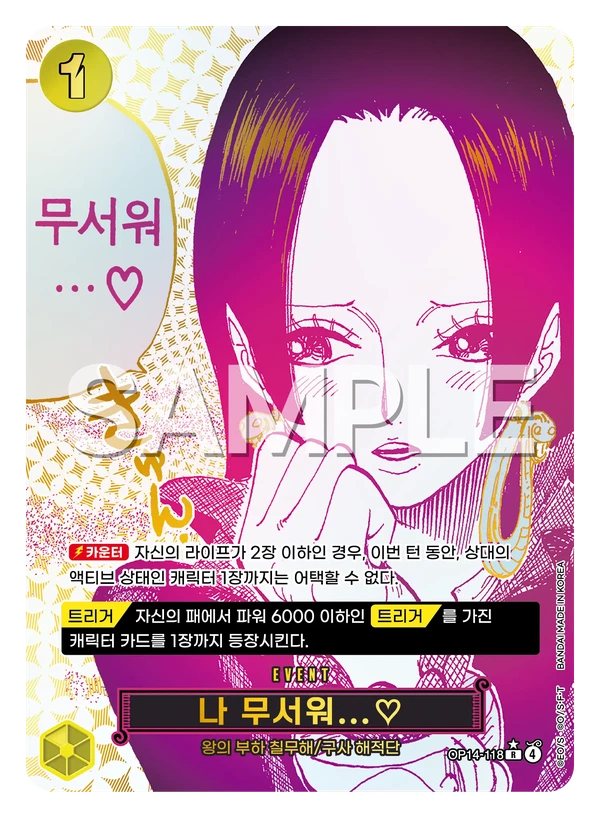 1
무서워
…♡
きゅん
SAMPLE
카운터 자신의 라이프가 2장 이하인 경우, 이번 턴 동안, 상대의
액티브 상태인 캐릭터 1장까지는 어택할 수 없다.
트리거 자신의 패에서 파워 6000 이하인 트리거 를 가진
캐릭터 카드를 1장까지 등장시킨다.
EVENT
나 무서워…♡
왕의 부하 칠무해/구사 해적단
OP14-118 R 4
©EO/S ©O/S·F·T BANDAI MADE IN KOREA